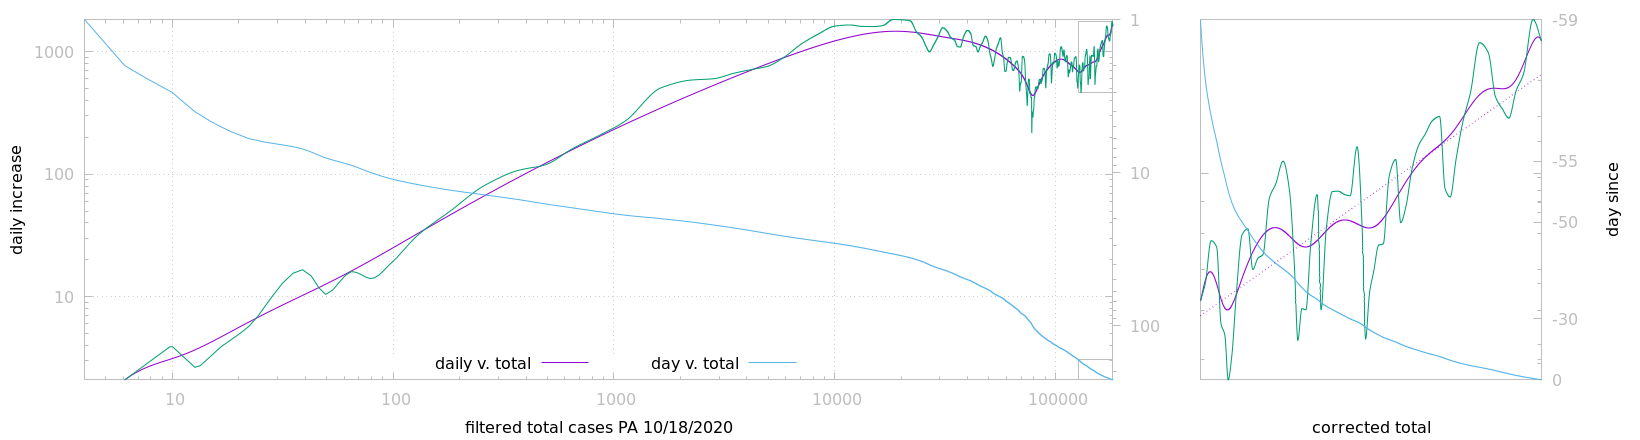 1000
100
10
daily increase
1
10
100
daily v. total
day v. total
10
100
1000
10000
100000
filtered total cases PA 10/18/2020
-59
-55
-50
-30
0
day since
corrected total